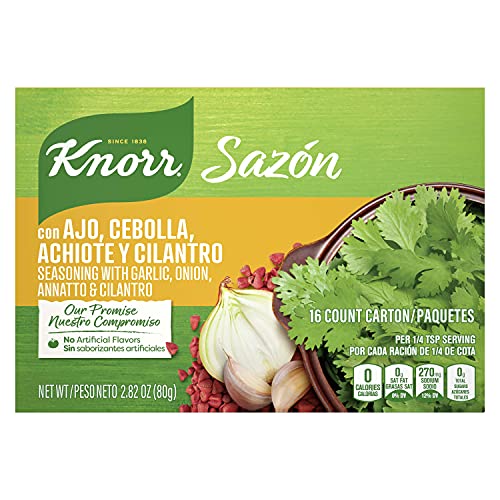 SINCE 1838
Knorr®
Sazón
con AJO, CEBOLLA,
ACHIOTE Y CILANTRO
SEASONING WITH GARLIC, ONION,
ANNATTO & CILANTRO
Our Promise
Nuestro Compromiso
No Artificial Flavors
Sin saborizantes artificiales
NET WT/PESO NETO 2.82 OZ (80g)
16 COUNT CARTON/PAQUETES
PER 1/4 TSP SERVING
POR CADA RACIÓN DE 1/4 DE CDTA
0
CALORIES
CALORÍAS
0g
SAT FAT
GRASAS SAT
0% DV
270mg
SODIUM
SODIO
12% DV
0g
TOTAL
SUGARS
AZÚCARES
TOTALES